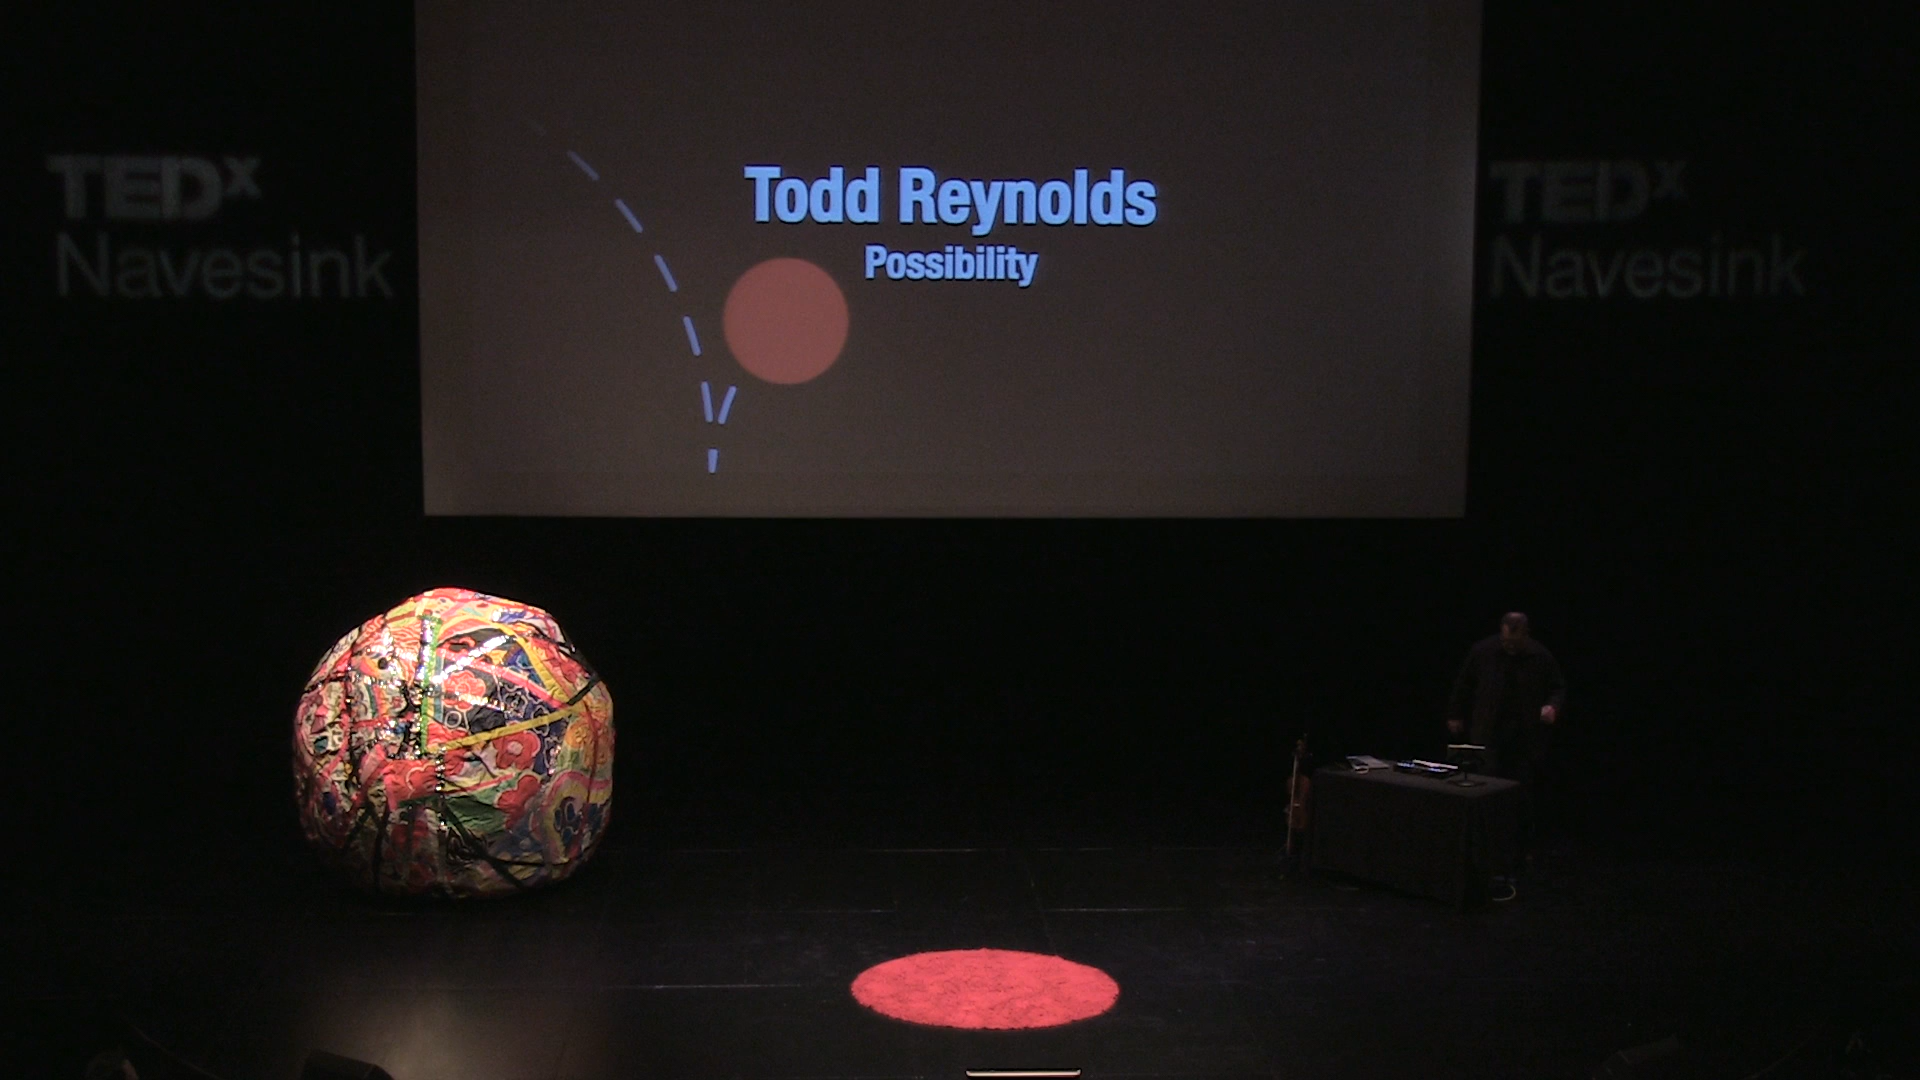 TEDx
Navesink
Todd Reynolds
Possibility
TEDx
Navesink